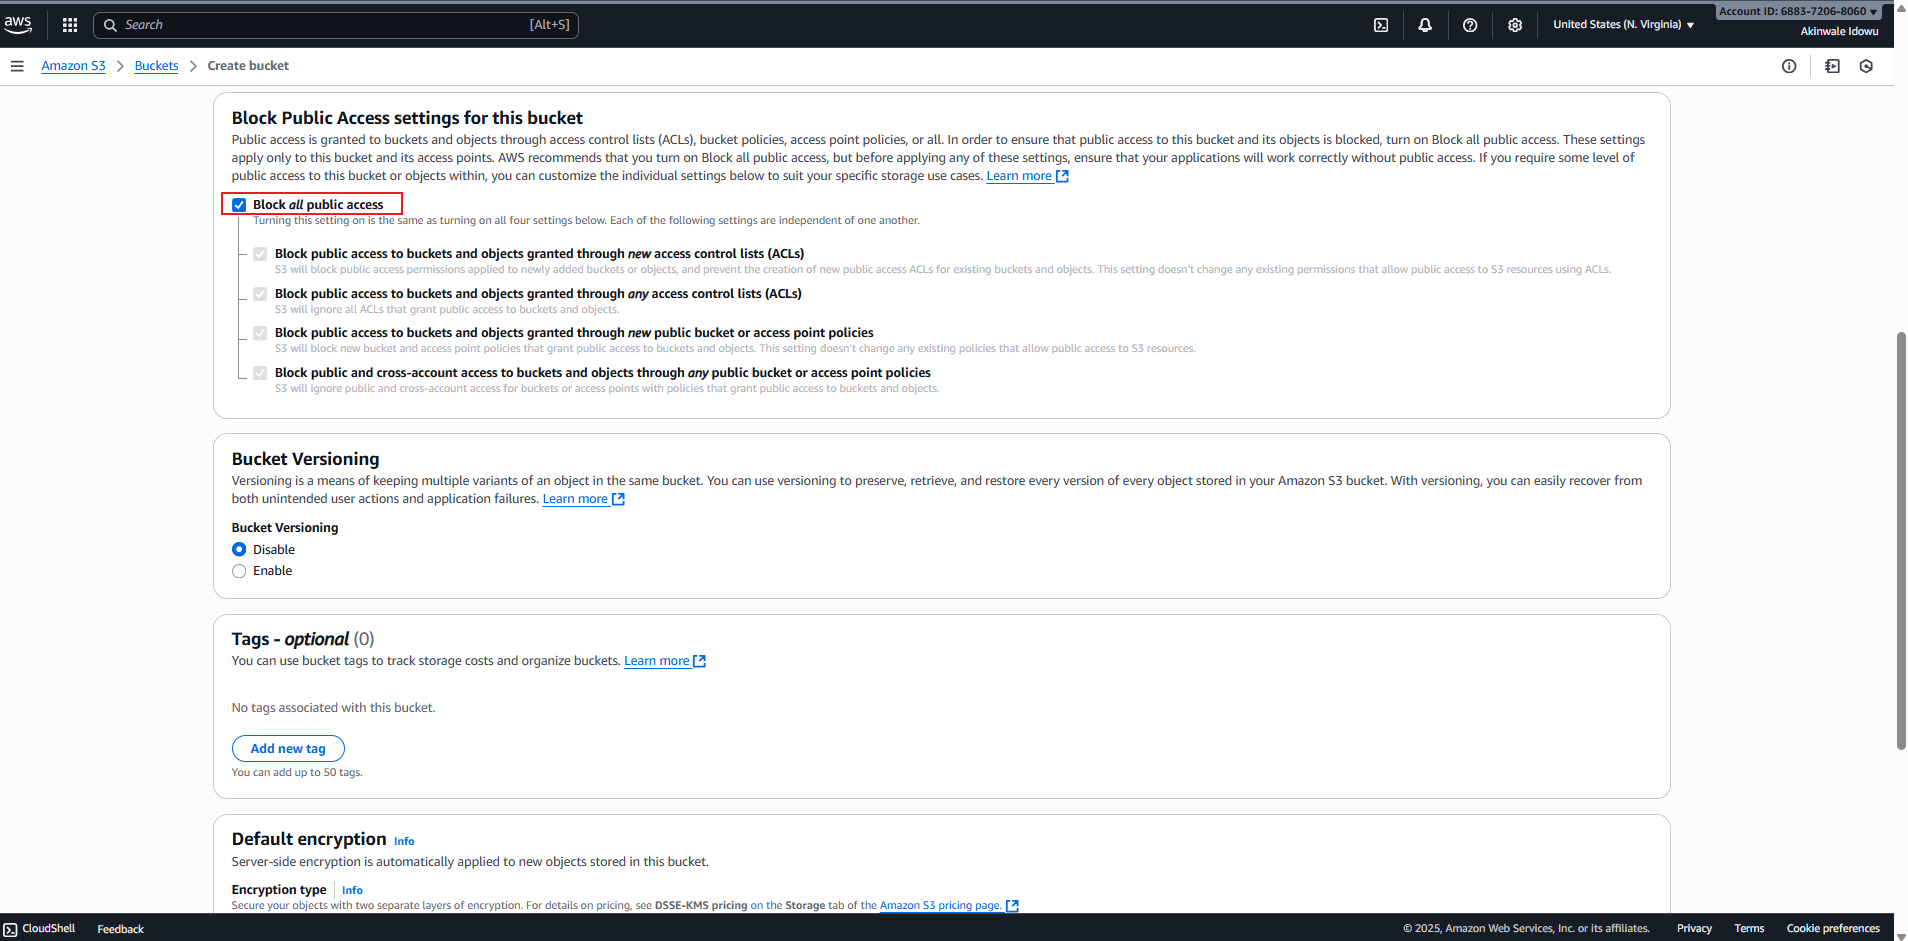 aws
Search [Alt+S]
United States (N. Virginia)
Account ID: 6883-7206-8060
Akinwale Idowu
Amazon S3 > Buckets > Create bucket
Block Public Access settings for this bucket
Public access is granted to buckets and objects through access control lists (ACLs), bucket policies, access point policies, or all. In order to ensure that public access to this bucket and its objects is blocked, turn on Block all public access. These settings
apply only to this bucket and its access points. AWS recommends that you turn on Block all public access, but before applying any of these settings, ensure that your applications will work correctly without public access. If you require some level of
public access to this bucket or objects within, you can customize the individual settings below to suit your specific storage use cases. Learn more
Block all public access
Turning this setting on is the same as turning on all four settings below. Each of the following settings are independent of one another.
Block public access to buckets and objects granted through new access control lists (ACLs)
S3 will block public access permissions applied to newly added buckets or objects, and prevent the creation of new public access ACLs for existing buckets and objects. This setting doesn't change any existing permissions that allow public access to S3 resources using ACLs.
Block public access to buckets and objects granted through any access control lists (ACLs)
S3 will ignore all ACLs that grant public access to buckets and objects.
Block public access to buckets and objects granted through new public bucket or access point policies
S3 will block new bucket and access point policies that grant public access to buckets and objects. This setting doesn't change any existing policies that allow public access to S3 resources.
Block public and cross-account access to buckets and objects through any public bucket or access point policies
S3 will ignore public and cross-account access for buckets or access points with policies that grant public access to buckets and objects.
Bucket Versioning
Versioning is a means of keeping multiple variants of an object in the same bucket. You can use versioning to preserve, retrieve, and restore every version of every object stored in your Amazon S3 bucket. With versioning, you can easily recover from
both unintended user actions and application failures. Learn more
Bucket Versioning
Disable
Enable
Tags - optional (0)
You can use bucket tags to track storage costs and organize buckets. Learn more
No tags associated with this bucket.
Add new tag
You can add up to 50 tags.
Default encryption Info
Server-side encryption is automatically applied to new objects stored in this bucket.
Encryption type Info
Secure your objects with two separate layers of encryption. For details on pricing, see DSSE-KMS pricing on the Storage tab of the Amazon S3 pricing page.
CloudShell Feedback © 2025, Amazon Web Services, Inc. or its affiliates. Privacy Terms Cookie preferences